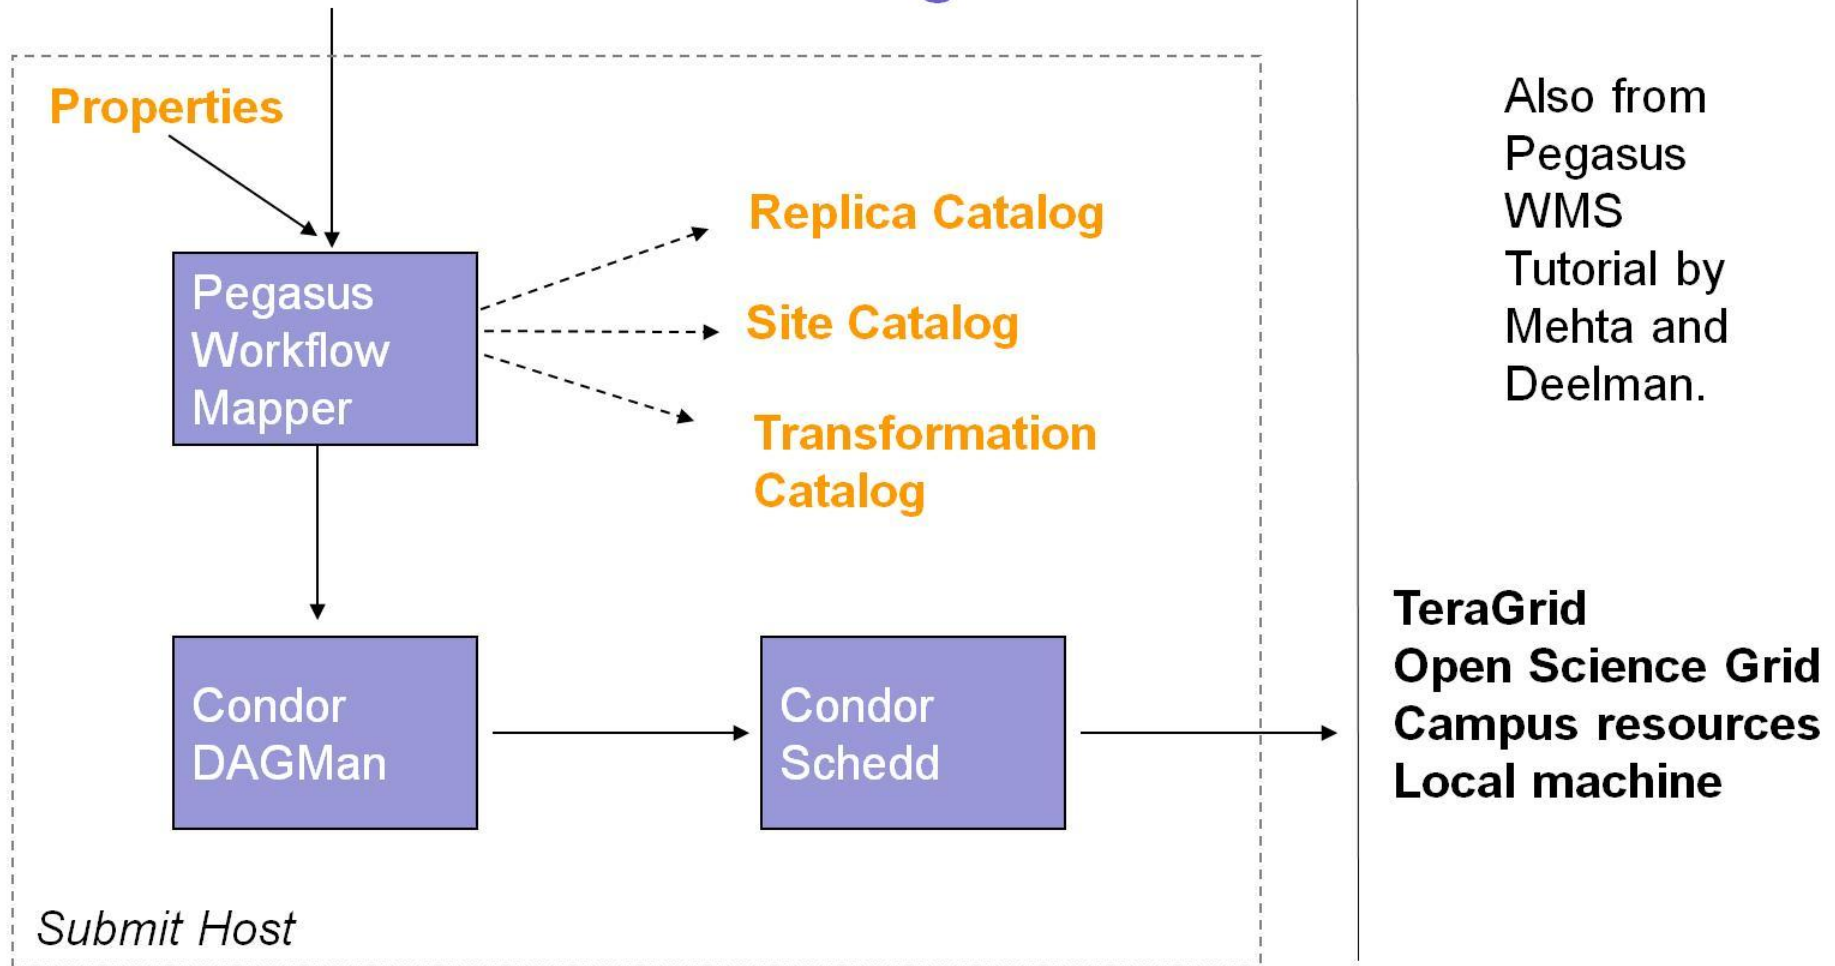 Properties
Replica Catalog
Site Catalog
Transformation
Catalog
Pegasus
Workflow
Mapper
Condor
DAGMan
Condor
Schedd
Submit Host
Also from
Pegasus
WMS
Tutorial by
Mehta and
Deelman.
TeraGrid
Open Science Grid
Campus resources
Local machine